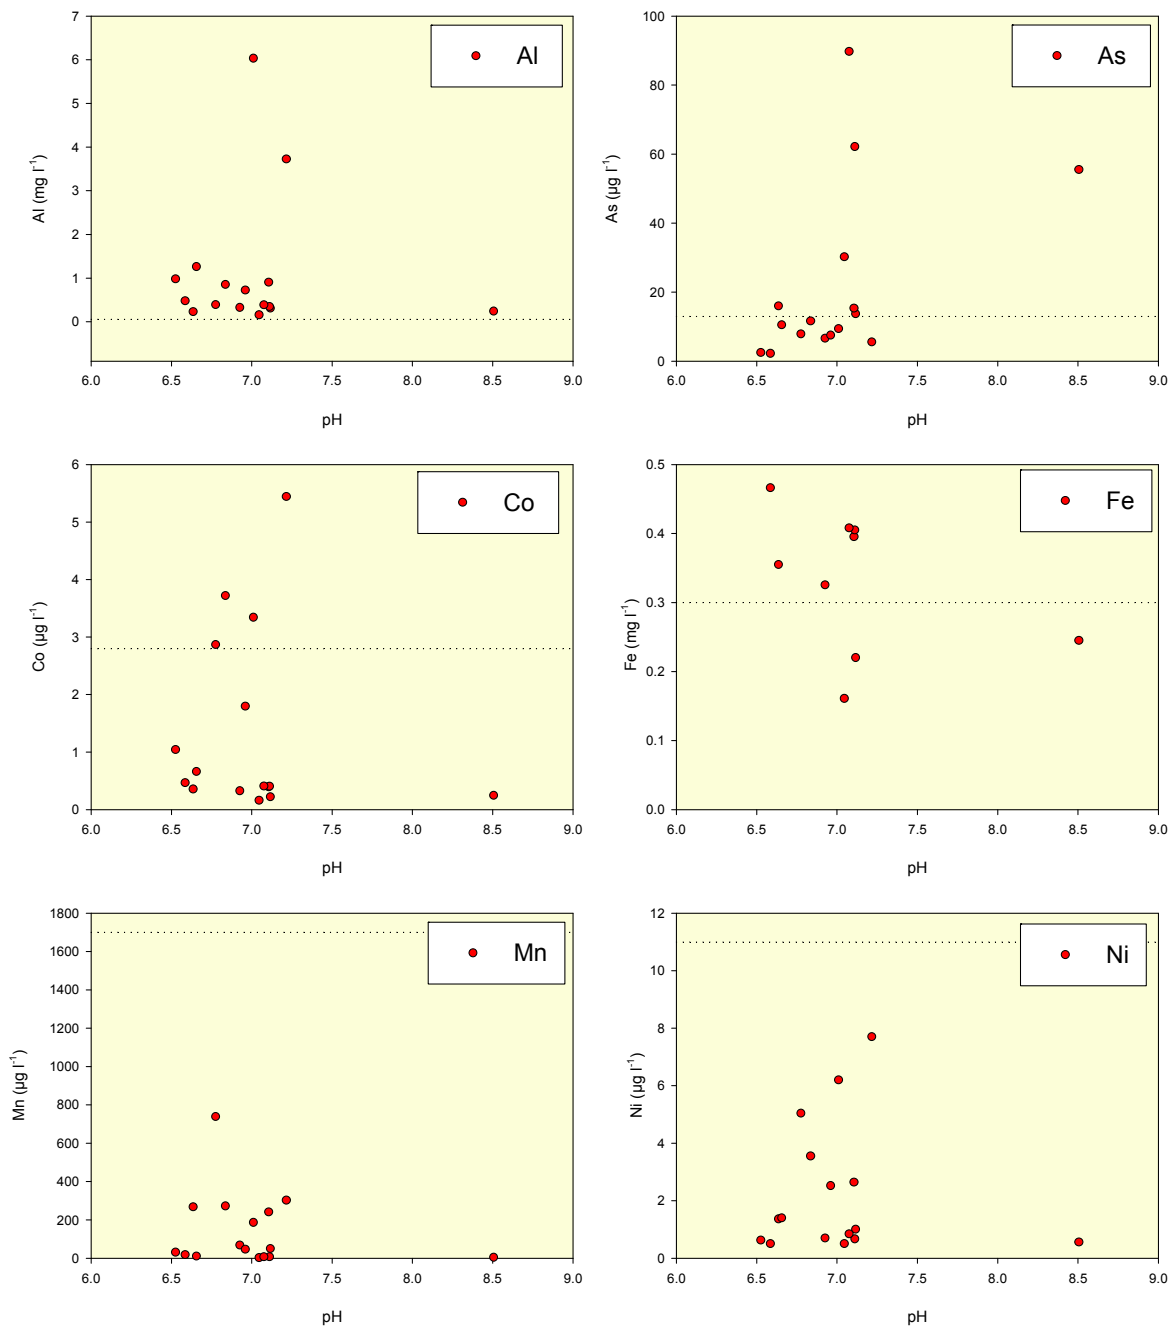 7
6
5
4
3
2
1
0
Al (mg l-1)
Al
6.0 6.5 7.0 7.5 8.0 8.5 9.0
pH
100
80
60
40
20
0
As (µg l-1)
As
6.0 6.5 7.0 7.5 8.0 8.5 9.0
pH
6
5
4
3
2
1
0
Co (µg l-1)
Co
6.0 6.5 7.0 7.5 8.0 8.5 9.0
pH
0.5
0.4
0.3
0.2
0.1
0.0
Fe (mg l-1)
Fe
6.0 6.5 7.0 7.5 8.0 8.5 9.0
pH
1800
1600
1400
1200
1000
800
600
400
200
0
Mn (µg l-1)
Mn
6.0 6.5 7.0 7.5 8.0 8.5 9.0
pH
12
10
8
6
4
2
0
Ni (µg l-1)
Ni
6.0 6.5 7.0 7.5 8.0 8.5 9.0
pH